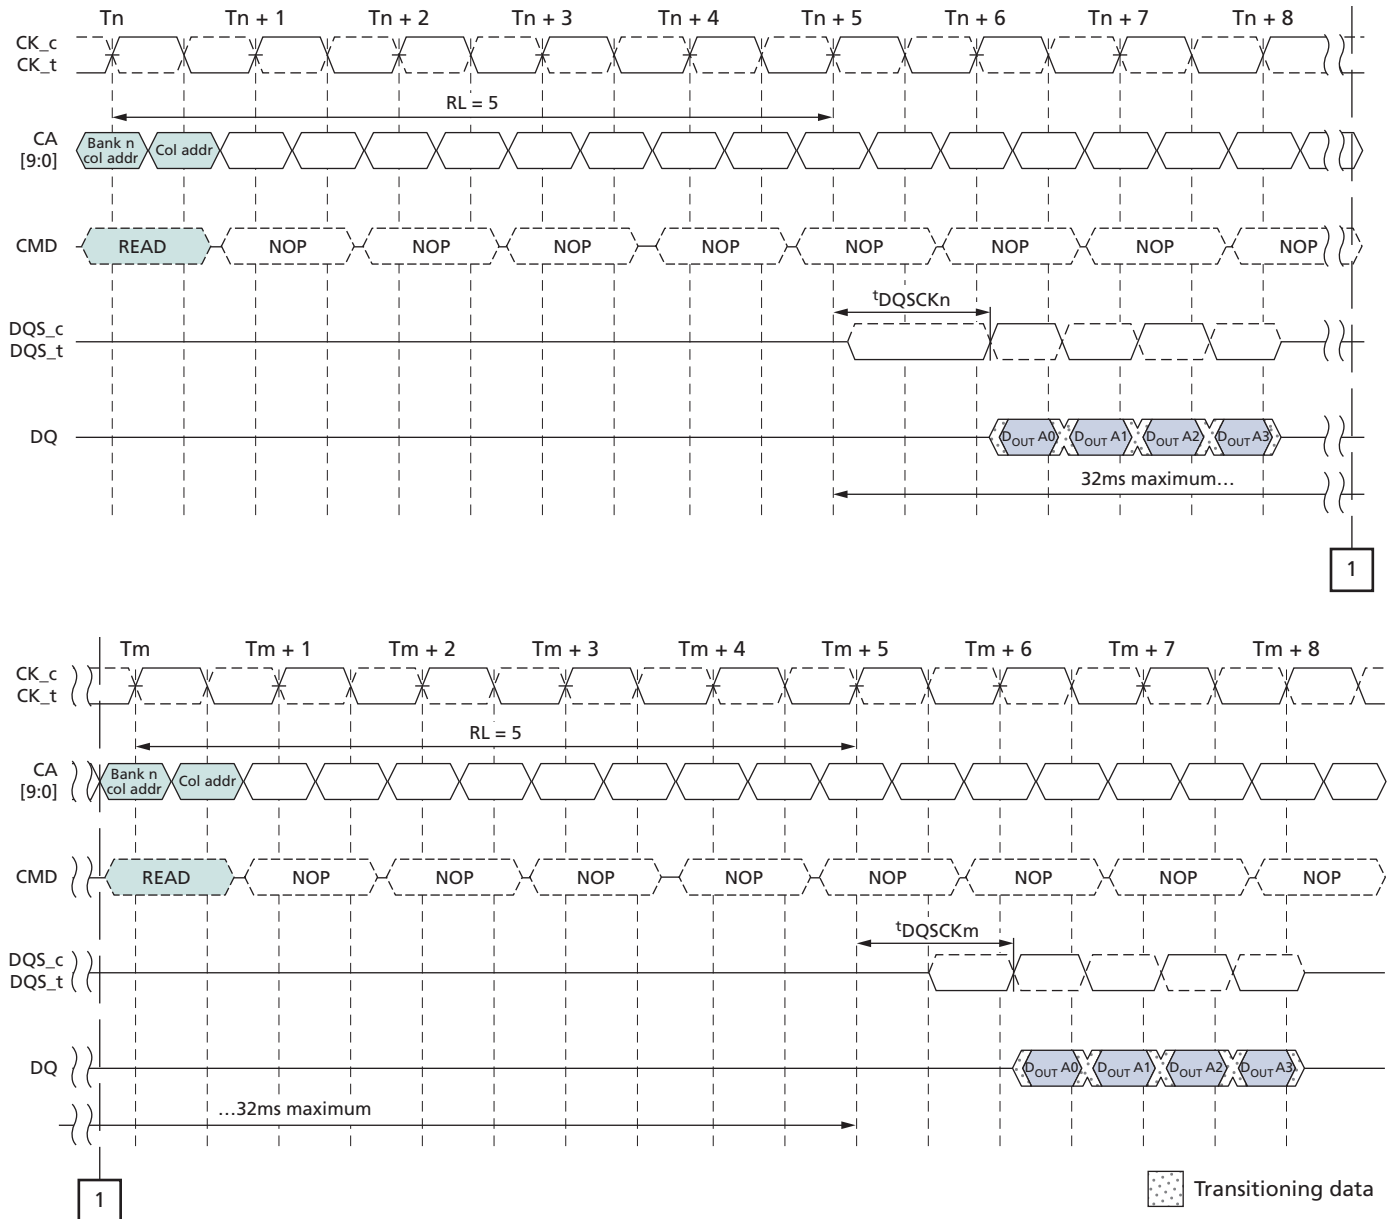 Tn Tn + 1 Tn + 2 Tn + 3 Tn + 4 Tn + 5 Tn + 6 Tn + 7 Tn + 8
CK_c
CK_t
RL = 5
CA
[9:0]
Bank n
col addr
Col addr
CMD READ NOP NOP NOP NOP NOP NOP NOP NOP
tDQSCKn
DQS_c
DQS_t
DQ DOUT A0 DOUT A1 DOUT A2 DOUT A3
32ms maximum…
1
Tm Tm + 1 Tm + 2 Tm + 3 Tm + 4 Tm + 5 Tm + 6 Tm + 7 Tm + 8
CK_c
CK_t
RL = 5
CA
[9:0]
Bank n
col addr
Col addr
CMD READ NOP NOP NOP NOP NOP NOP NOP NOP
tDQSCKm
DQS_c
DQS_t
DQ DOUT A0 DOUT A1 DOUT A2 DOUT A3
…32ms maximum
1
Transitioning data